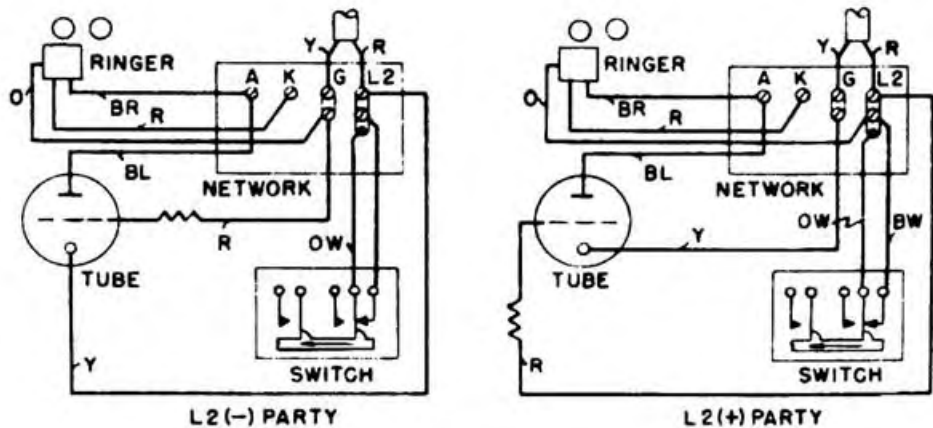 Y R
RINGER
A K G L2
O
BR
R
BL
NETWORK
R
OW
TUBE
SWITCH
Y
L2(-) PARTY
Y R
RINGER
A K G L2
O
BR
R
BL
NETWORK
OW BW
Y
TUBE
R
SWITCH
L2(+) PARTY